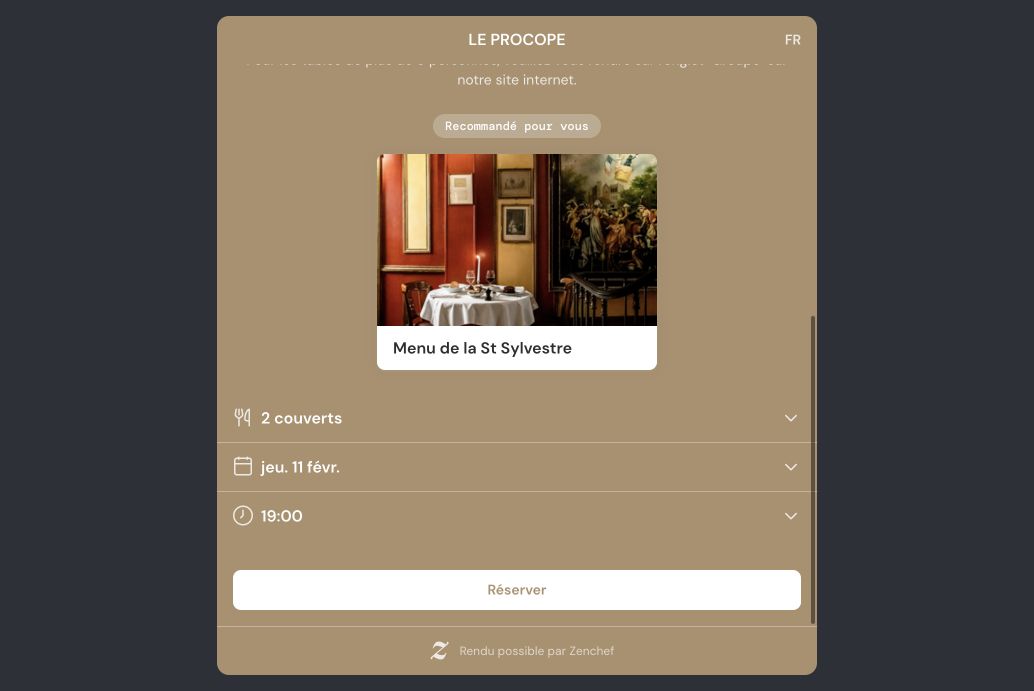 LE PROCOPE
FR
notre site internet.
Recommandé pour vous
Menu de la St Sylvestre
2 couverts
jeu. 11 févr.
19:00
Réserver
Rendu possible par Zenchef